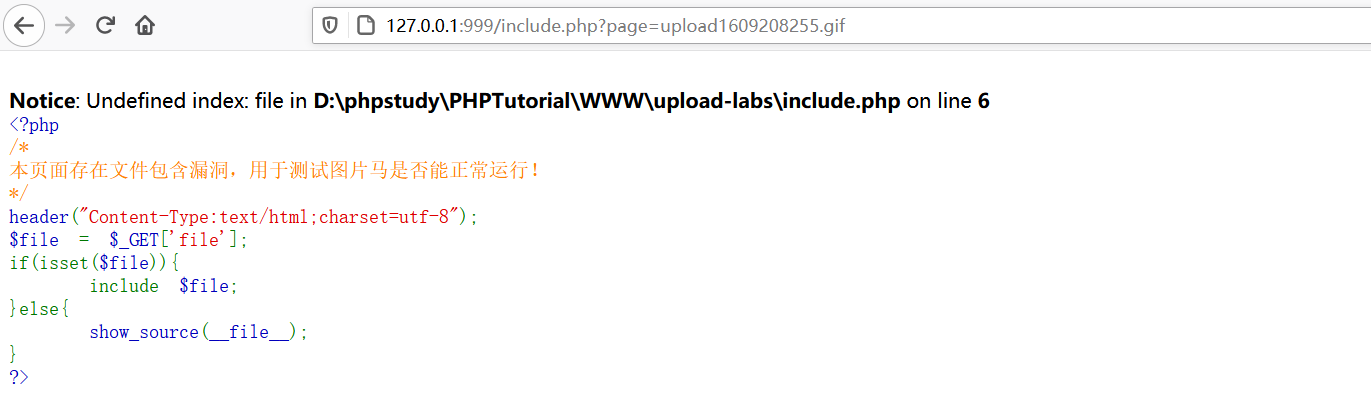 127.0.0.1:999/include.php?page=upload1609208255.gif
Notice: Undefined index: file in D:\phpstudy\PHPTutorial\WWW\upload-labs\include.php on line 6
<?php
/*
本页面存在文件包含漏洞，用于测试图片马是否能正常运行！
*/
header("Content-Type:text/html;charset=utf-8");
$file  =  $_GET['file'];
if(isset($file)){
        include  $file;
}else{
        show_source(__file__);
}
?>